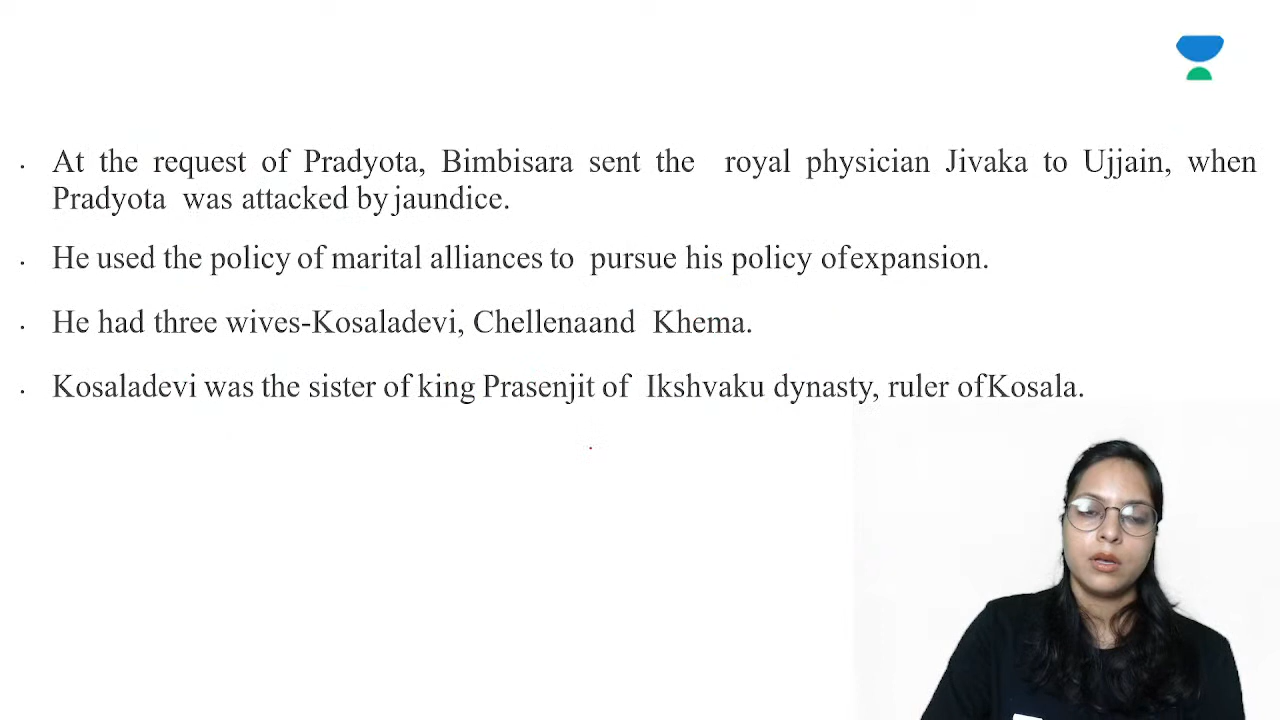 . At the request of Pradyota, Bimbisara sent the royal physician Jivaka to Ujjain, when
Pradyota was attacked by jaundice.
. He used the policy of marital alliances to pursue his policy ofexpansion.
. He had three wives-Kosaladevi, Chellenaand Khema.
. Kosaladevi was the sister of king Prasenjit of Ikshvaku dynasty, ruler ofKosala.